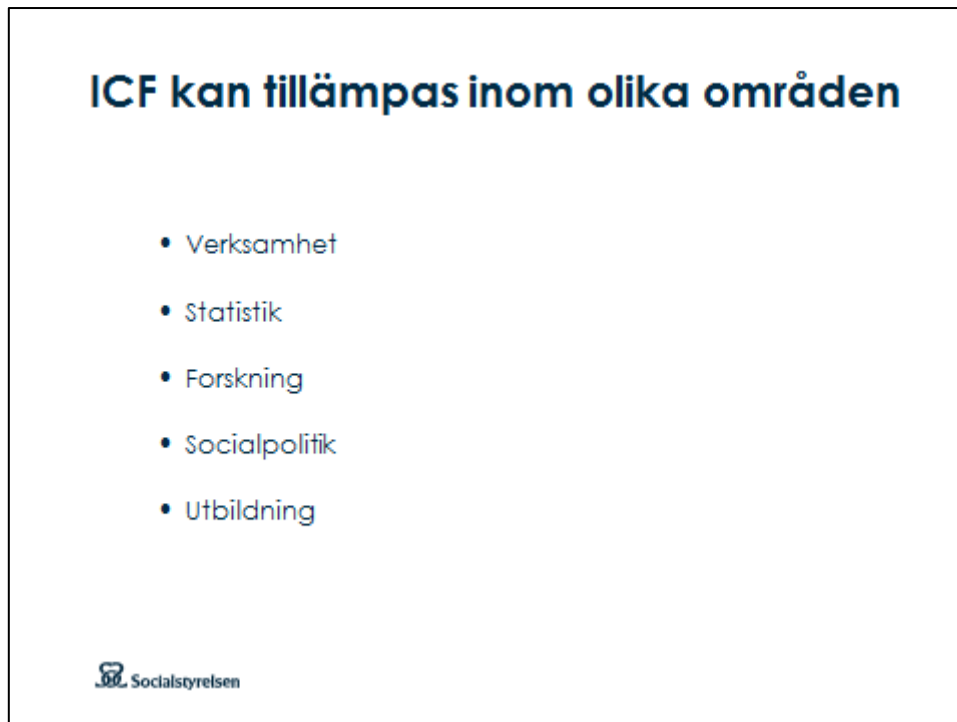 ICF kan tillämpas inom olika områden
• Verksamhet
• Statistik
• Forskning
• Socialpolitik
• Utbildning
Socialstyrelsen